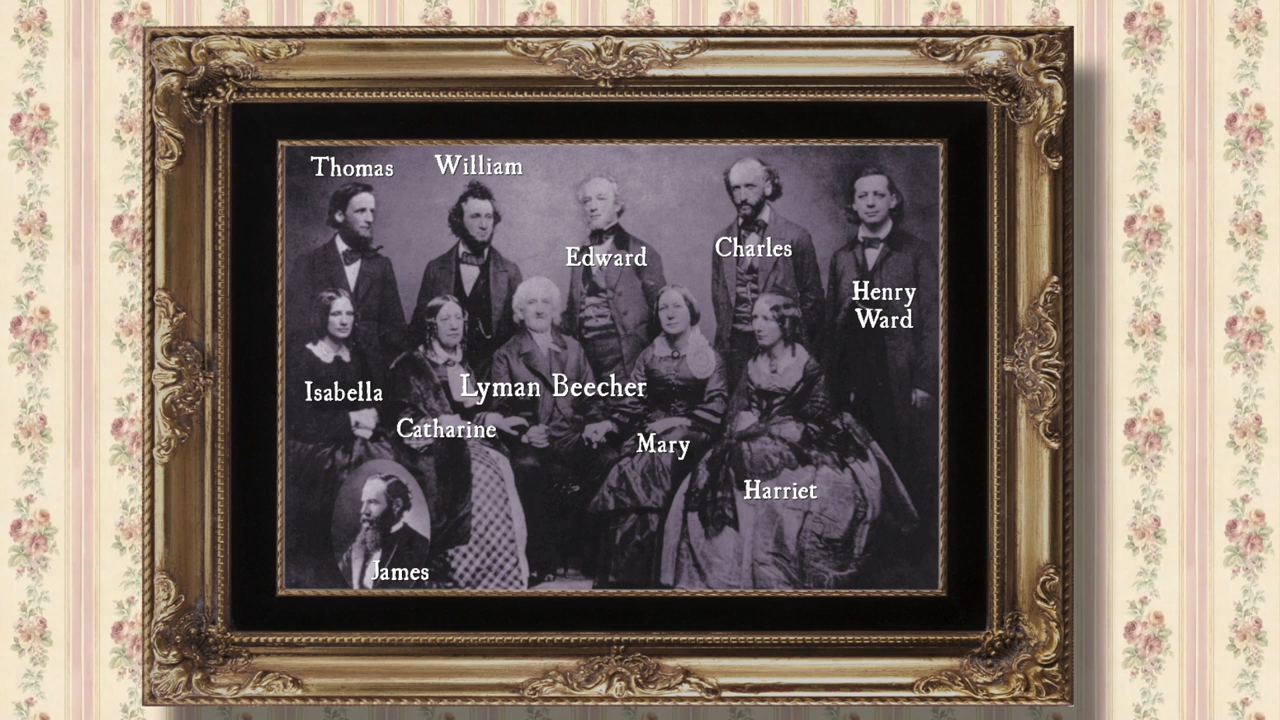 Thomas
William
Edward
Charles
Henry
Ward
Isabella
Lyman Beecher
Catharine
Mary
Harriet
James